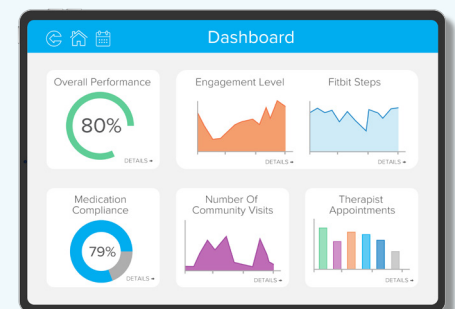 Dashboard
Overall Performance
80%
DETAILS
Engagement Level
DETAILS
Fitbit Steps
DETAILS
Medication
Compliance
79%
DETAILS
Number Of
Community Visits
DETAILS
Therapist
Appointments
DETAILS